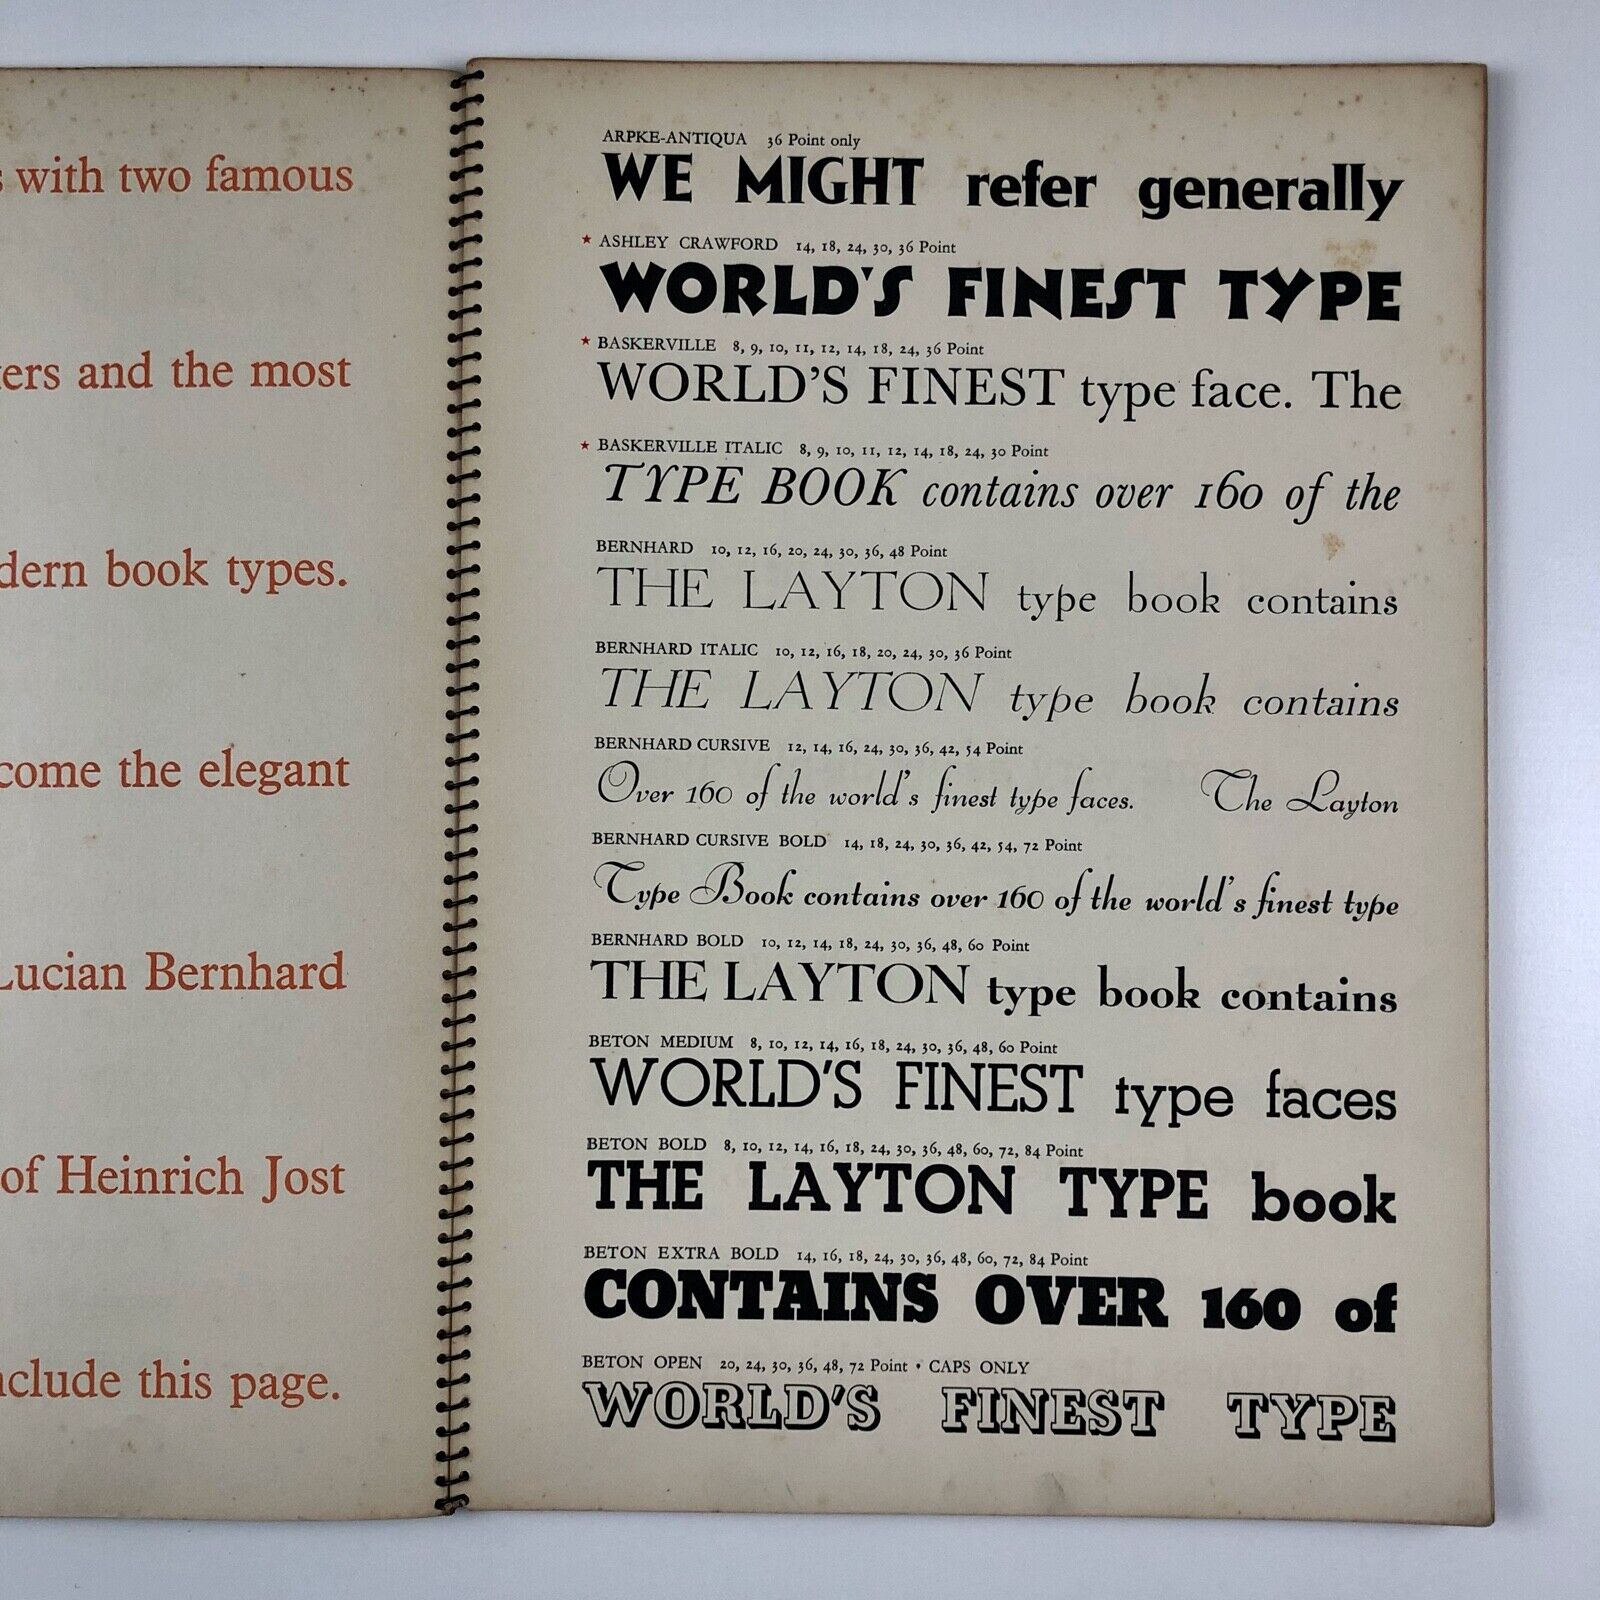 with two famous
and the most
book types.
the elegant
Lucian Bernhard
of Heinrich Jost
this page.
ARPKE-ANTIQUA 36 Point only
WE MIGHT refer generally
★ ASHLEY CRAWFORD 14, 18, 24, 30, 36 Point
WORLD'S FINEST TYPE
★ BASKERVILLE 8, 9, 10, 11, 12, 14, 18, 24, 36 Point
WORLD'S FINEST type face. The
★ BASKERVILLE ITALIC 8, 9, 10, 11, 12, 14, 18, 24, 30 Point
TYPE BOOK contains over 160 of the
BERNHARD 10, 12, 16, 20, 24, 30, 36, 48 Point
THE LAYTON type book contains
BERNHARD ITALIC 10, 12, 16, 18, 20, 24, 30, 36 Point
THE LAYTON type book contains
BERNHARD CURSIVE 12, 14, 16, 24, 30, 36, 42, 54 Point
Over 160 of the world's finest type faces. The Layton
BERNHARD CURSIVE BOLD 14, 18, 24, 30, 36, 42, 54, 72 Point
Type Book contains over 160 of the world's finest type
BERNHARD BOLD 10, 12, 14, 18, 24, 30, 36, 48, 60 Point
THE LAYTON type book contains
BETON MEDIUM 8, 10, 12, 14, 16, 18, 24, 30, 36, 48, 60 Point
WORLD'S FINEST type faces
BETON BOLD 8, 10, 12, 14, 16, 18, 24, 30, 36, 48, 60, 72, 84 Point
THE LAYTON TYPE book
BETON EXTRA BOLD 14, 16, 18, 24, 30, 36, 48, 60, 72, 84 Point
CONTAINS OVER 160 of
BETON OPEN 20, 24, 30, 36, 48, 72 Point • CAPS ONLY
WORLD'S FINEST TYPE